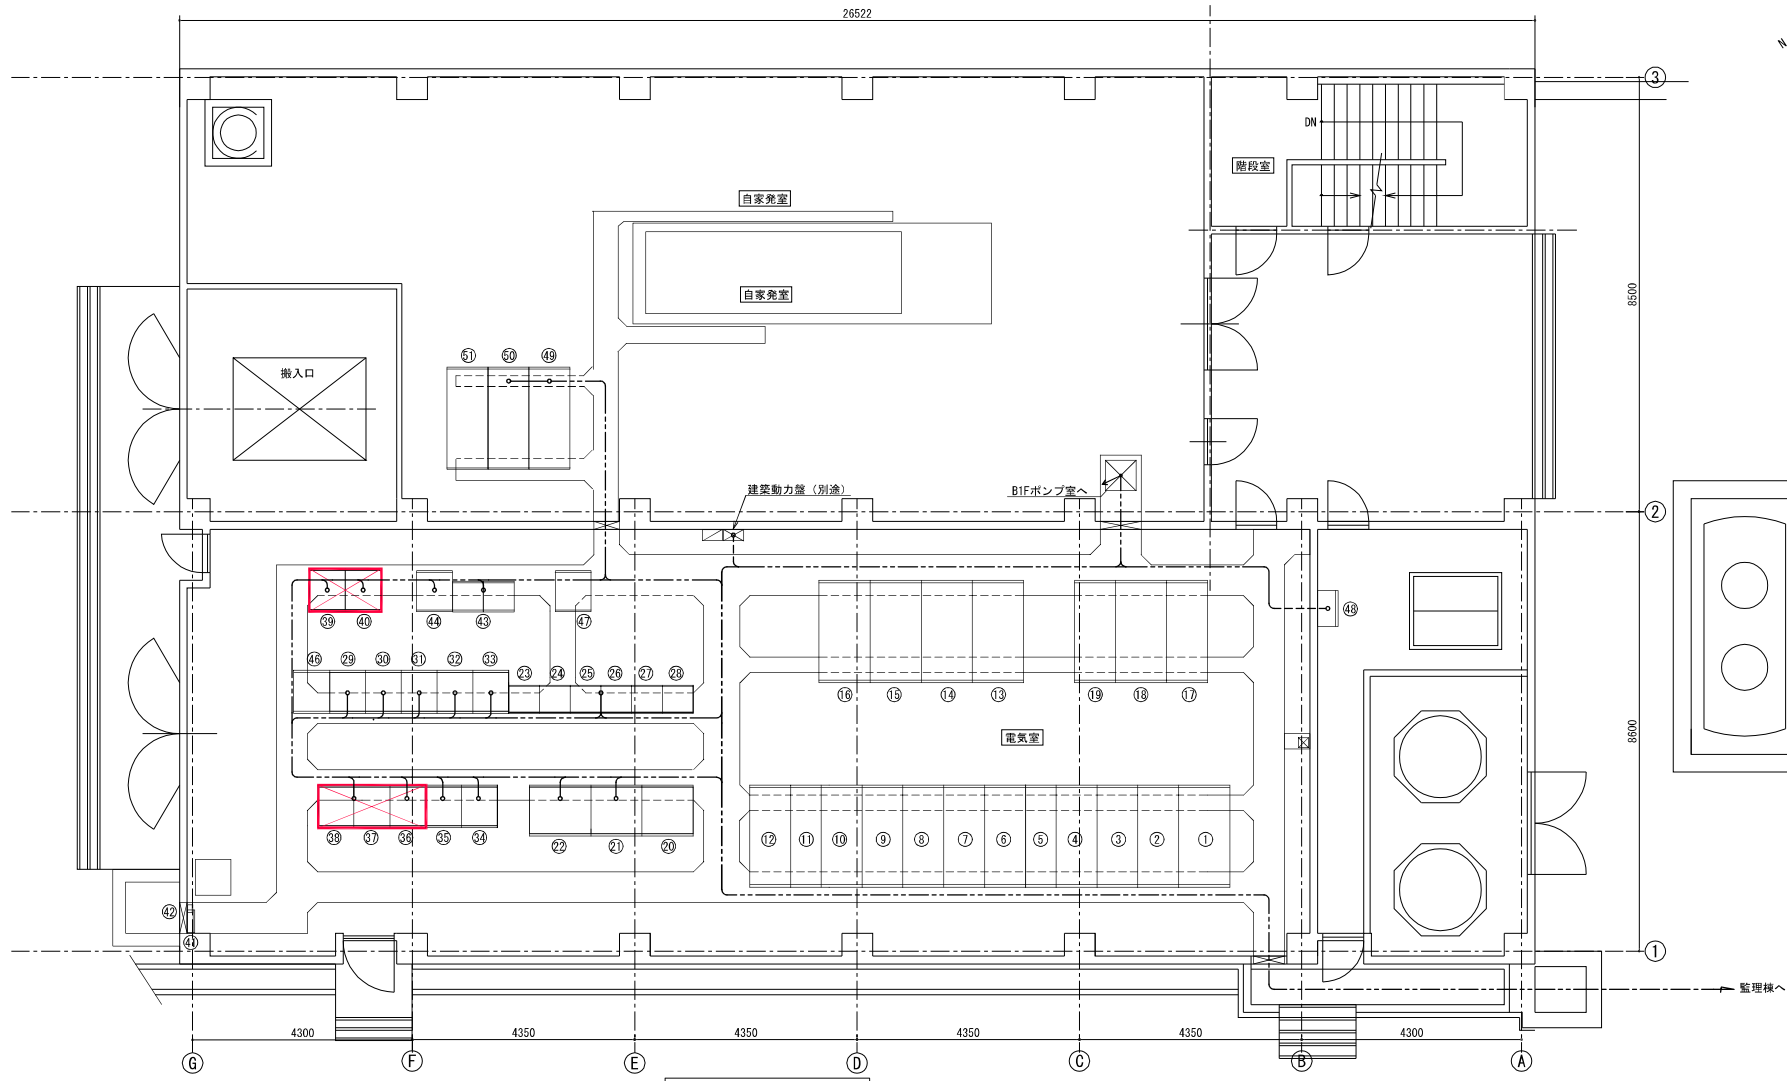 26522
N
③
DN
階段室
自家発室
8500
自家発室
㊿① ㊿ ㊾
搬入口
建築動力盤（別途）
B1Fポンプ室へ
②
㊴ ㊵ ㊹ ㊸ ㊼ ㊽
㊻ ㉙ ㉚ ㉛ ㉜ ㉝ ㉓ ㉔ ㉕ ㉖ ㉗ ㉘
⑯ ⑮ ⑭ ⑬ ⑲ ⑱ ⑰
電気室
8600
㊳ ㊲ ㊱ ㉟ ㉞ ㉒ ㉑ ⑳
⑫ ⑪ ⑩ ⑨ ⑧ ⑦ ⑥ ⑤ ④ ③ ② ①
㊷
㊶
①
監理棟へ
4300 4350 4350 4350 4350 4300
Ⓖ Ⓕ Ⓔ Ⓓ Ⓒ Ⓑ Ⓐ